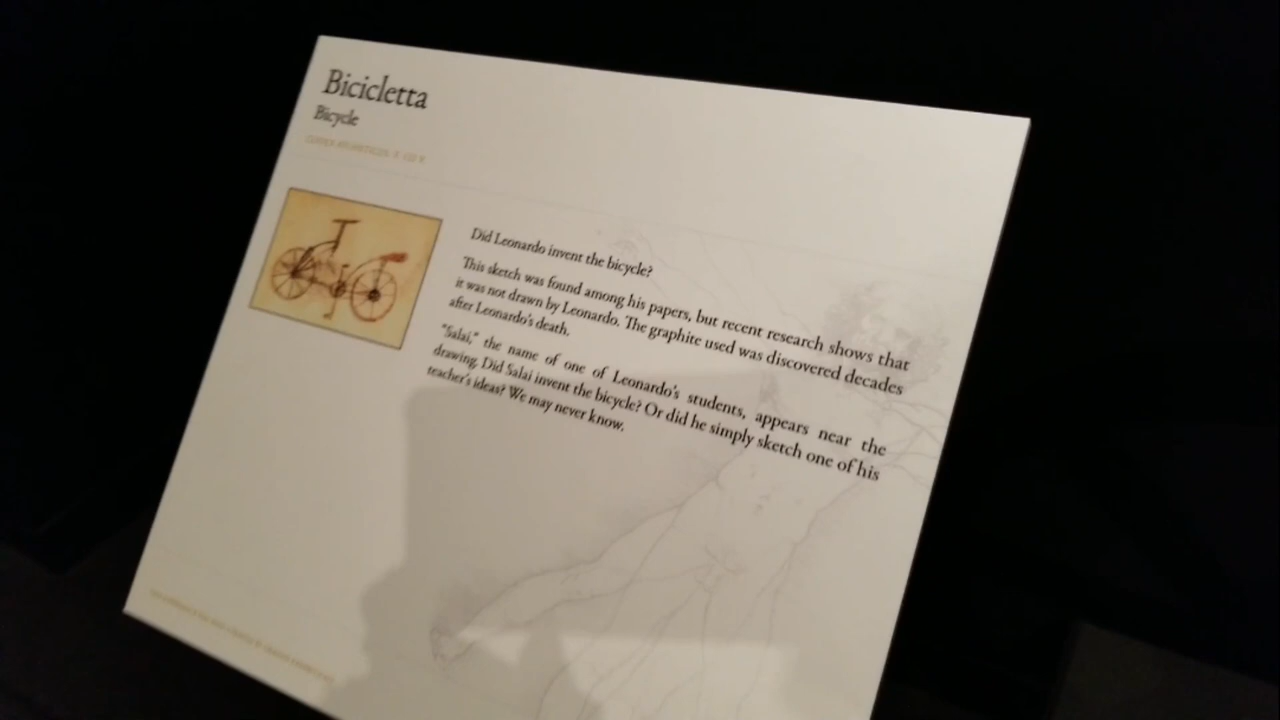 Bicicletta
Bicycle
Did Leonardo invent the bicycle?
This sketch was found among his papers, but recent research shows that
it was not drawn by Leonardo. The graphite used was discovered decades
after Leonardo's death.
"Salai," the name of one of Leonardo's students, appears near the
drawing. Did Salai invent the bicycle? Or did he simply sketch one of his
teacher's ideas? We may never know.